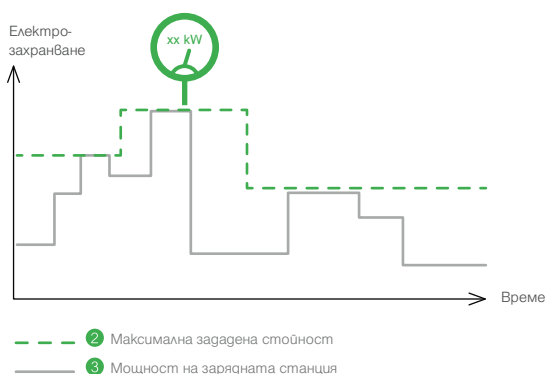 Електро-
захранване
xx kW
Време
2 Максимална зададена стойност
3 Мощност на зарядната станция